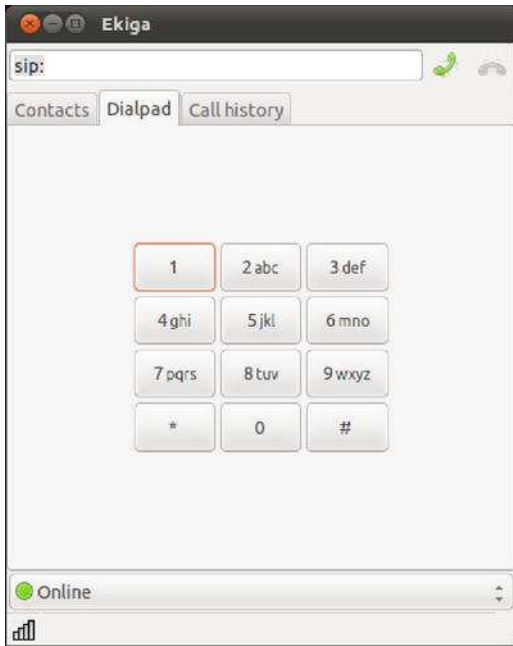 Ekiga
sip:
Contacts Dialpad Call history
1 2 abc 3 def
4 ghi 5 jkl 6 mno
7 pqrs 8 tuv 9 wxyz
* 0 #
Online